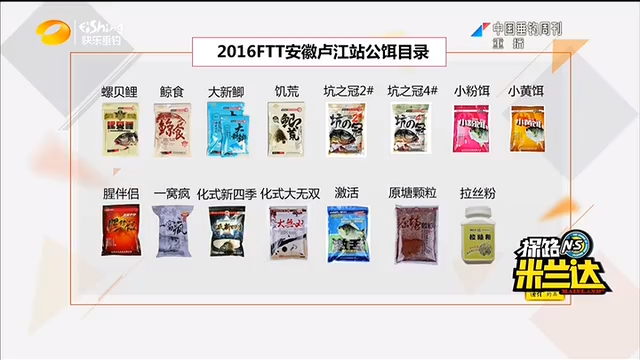 FiShing
快乐垂钓
中国垂钓周刊
重播
2016FTT安徽卢江站公饵目录
螺贝鲤 鲸食 大新鲫 饥荒 坑之冠2# 坑之冠4# 小粉饵 小黄饵
腥伴侣 一窝疯 化式新四季 化式大无双 激活 原塘颗粒 拉丝粉
探路NS
米兰达
MAINLAND